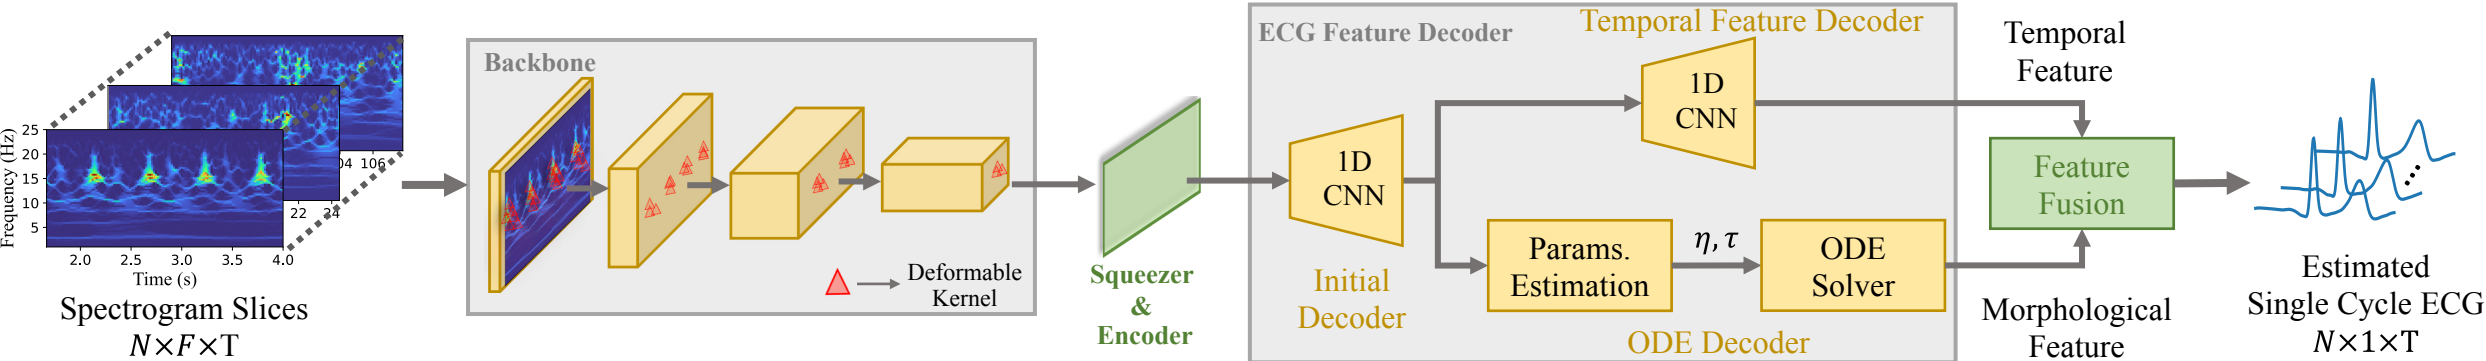 Frequency (Hz)
25
20
15
10
5
2.0 2.5 3.0 3.5 4.0
22 24
04 106
Time (s)
Spectrogram Slices
N×F×T
Backbone
Deformable
Kernel
Squeezer
&
Encoder
ECG Feature Decoder
1D
CNN
Initial
Decoder
Temporal Feature Decoder
1D
CNN
Params.
Estimation
η, τ
ODE
Solver
ODE Decoder
Temporal
Feature
Feature
Fusion
Morphological
Feature
Estimated
Single Cycle ECG
N×1×T